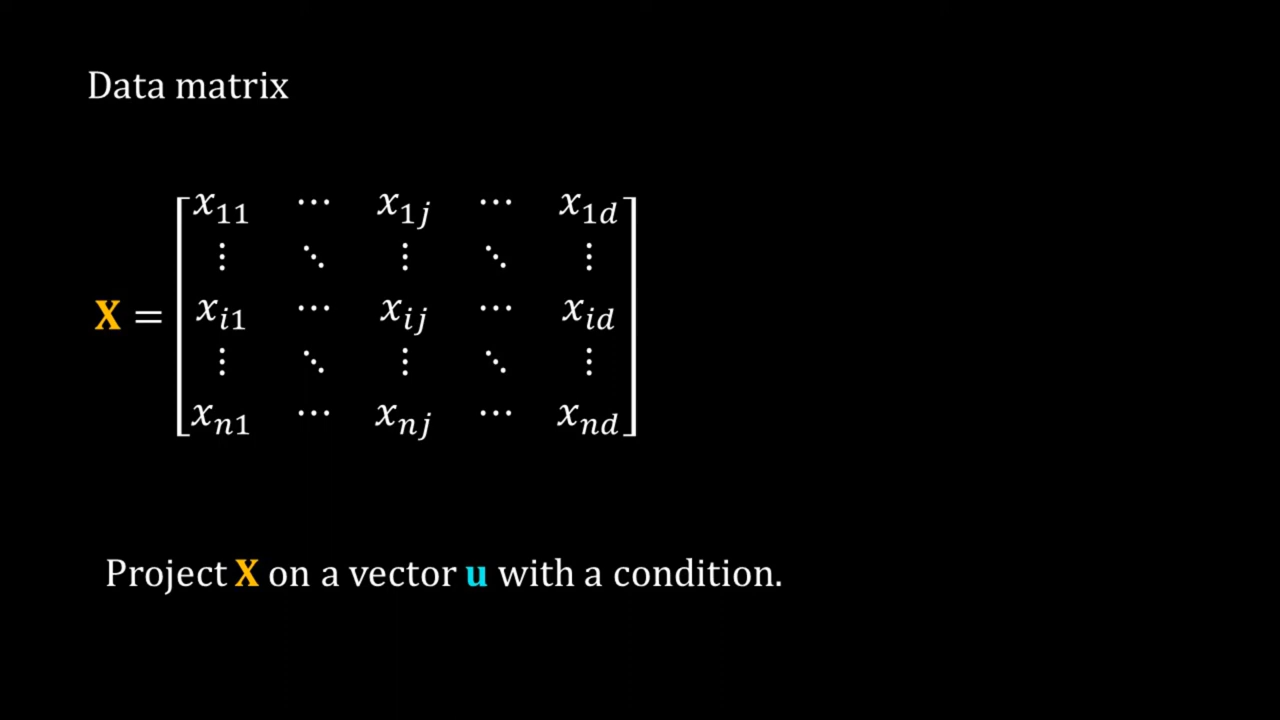 Data matrix
x₁₁ ⋯ x₁ⱼ ⋯ x₁d
⋮ ⋱ ⋮ ⋱ ⋮
X = [xᵢ₁ ⋯ xᵢⱼ ⋯ xᵢd]
⋮ ⋱ ⋮ ⋱ ⋮
xₙ₁ ⋯ xₙⱼ ⋯ xₙd
Project X on a vector u with a condition.